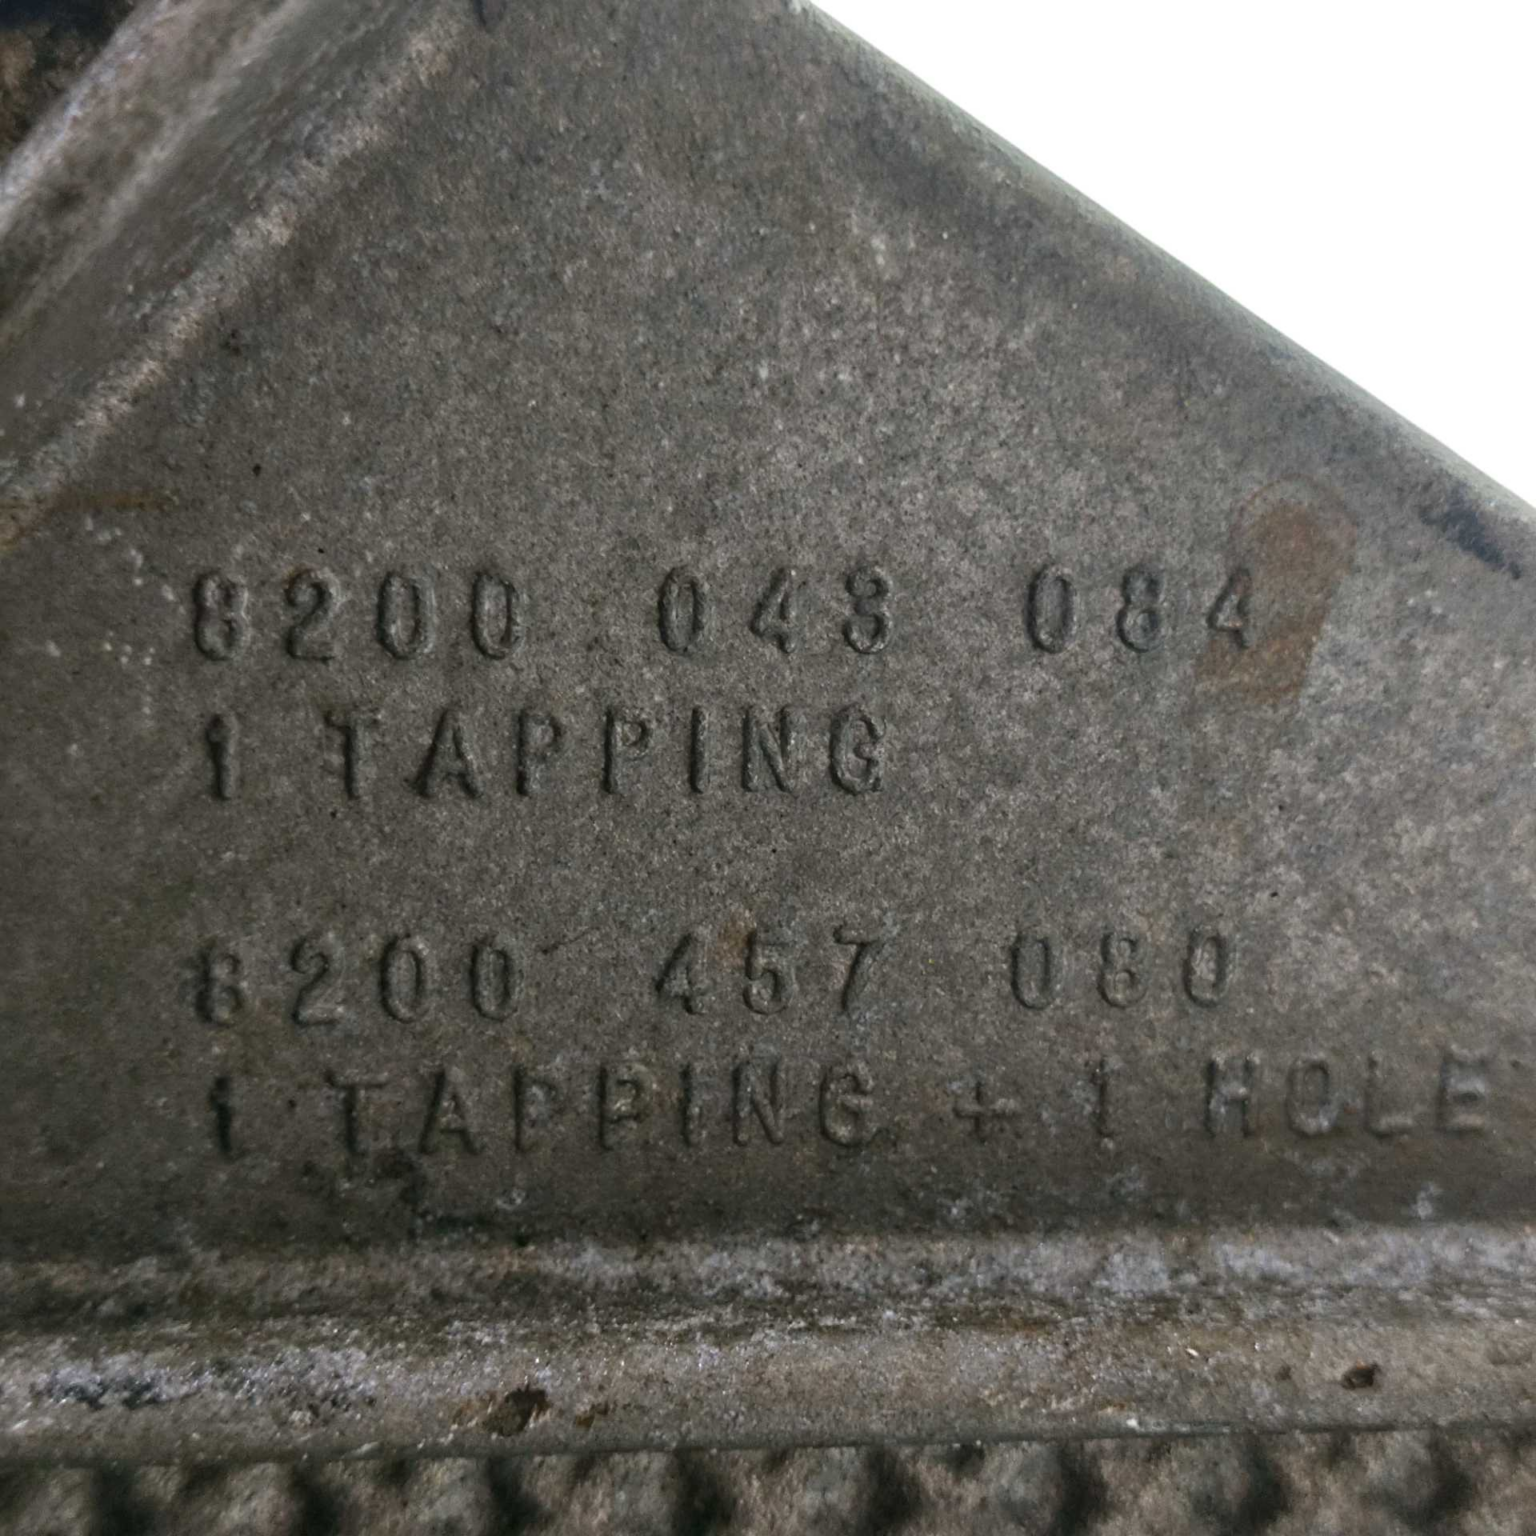 8200 043 084
1 TAPPING
8200 457 080
1 TAPPING + 1 HOLE